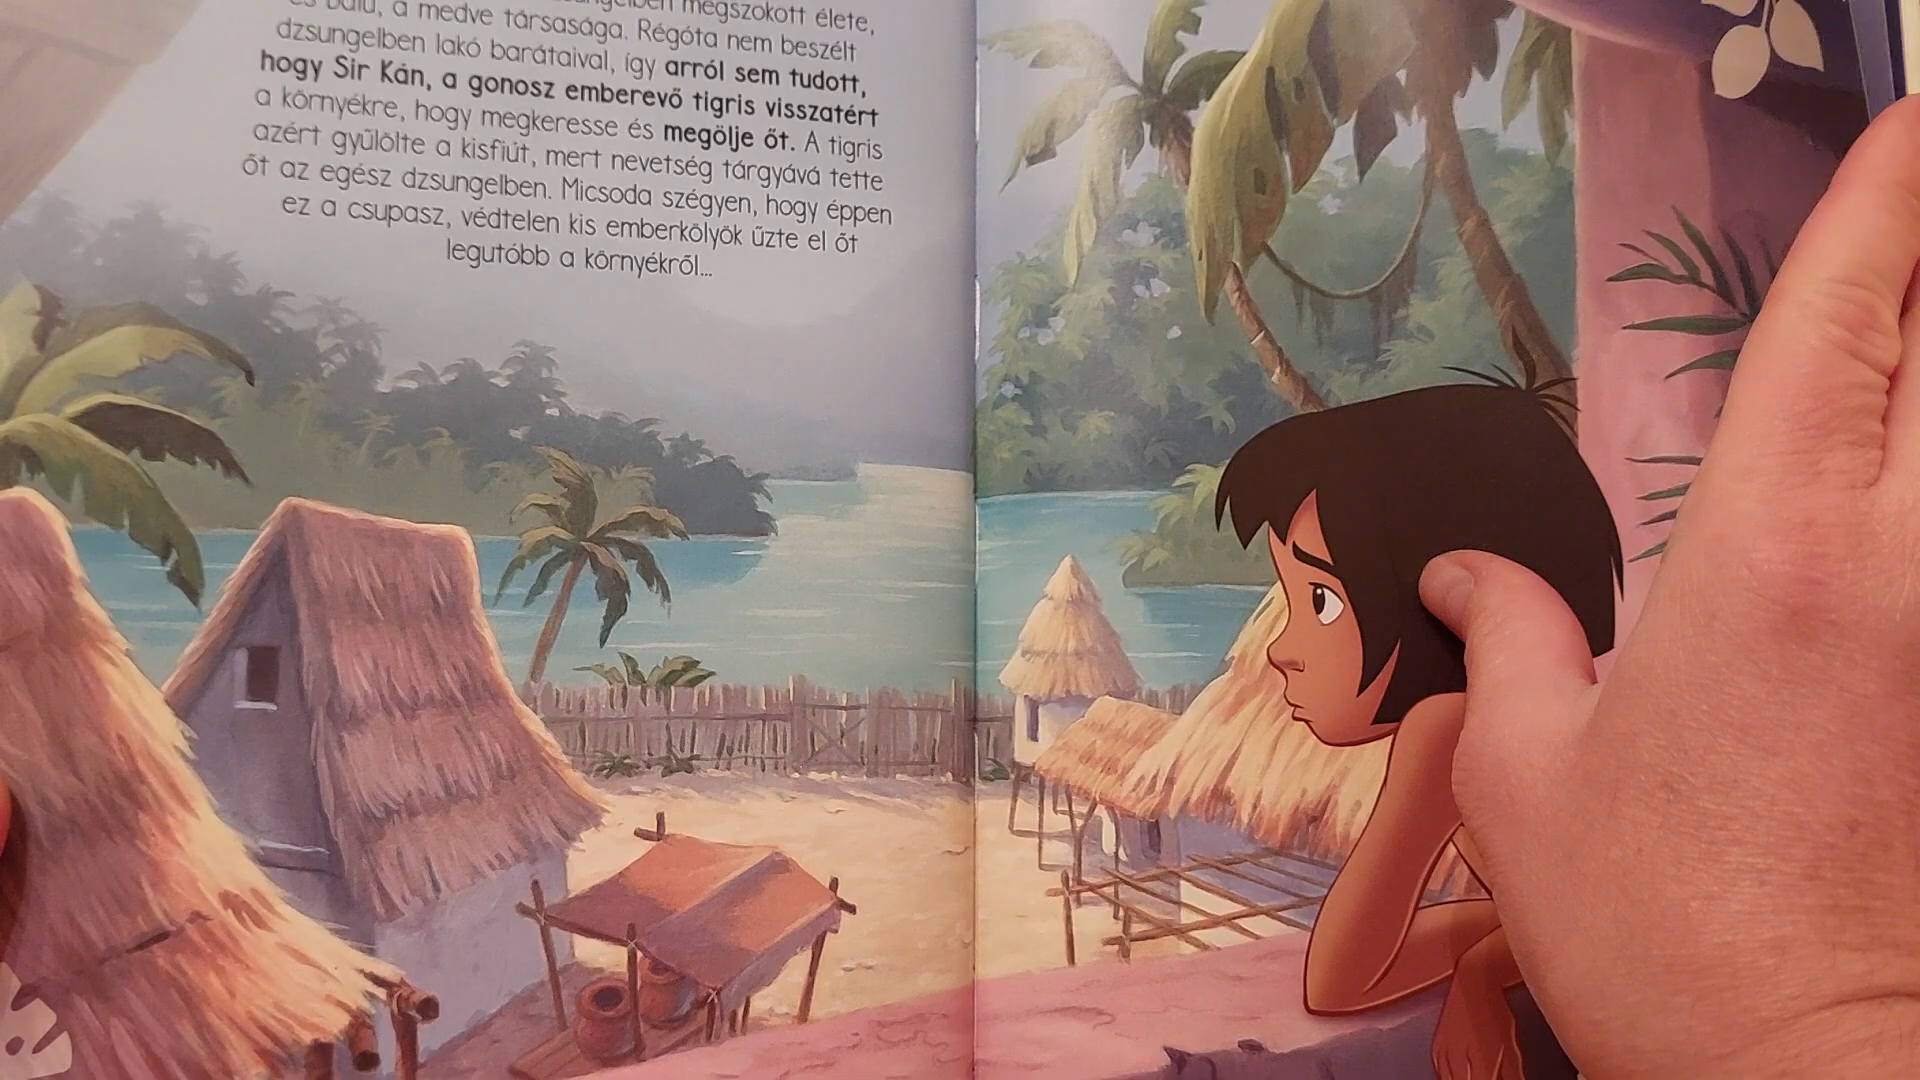 megszokott élete,
és Balu, a medve társasága. Régóta nem beszélt
dzsungelben lakó barátaival, így arról sem tudott,
hogy Sir Kán, a gonosz emberevő tigris visszatért
a környékre, hogy megkeresse és megölje őt. A tigris
azért gyűlölte a kisfiút, mert nevetség tárgyává tette
őt az egész dzsungelben. Micsoda szégyen, hogy éppen
ez a csupasz, védtelen kis emberkölyök űzte el őt
legutóbb a környékről...